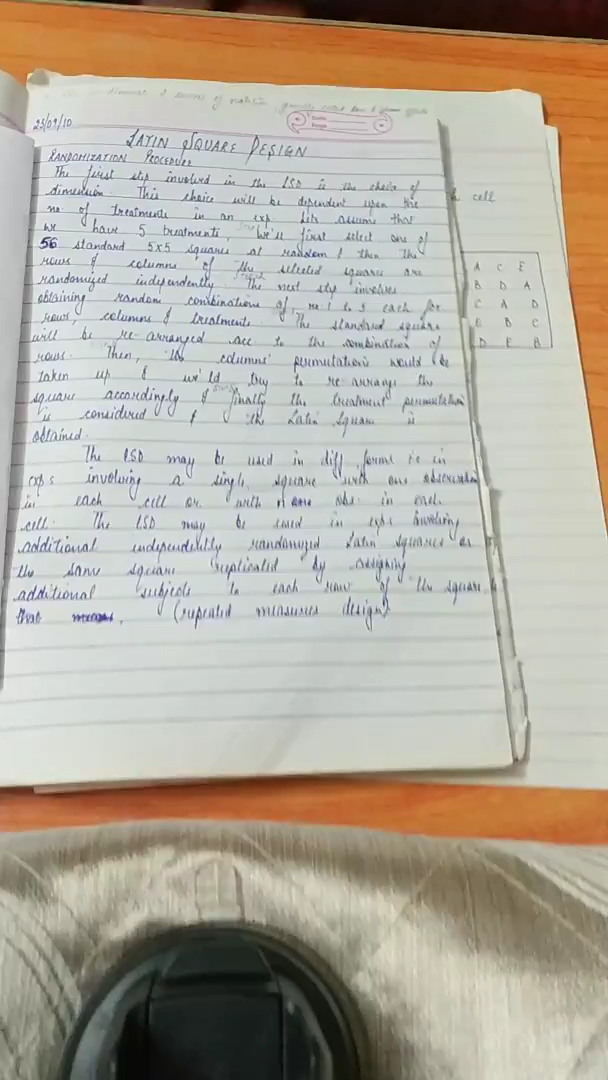 23/09/10
LATIN SQUARE DESIGN
RANDOMIZATION PROCEDURE
The first step involved in the LSD is the choice of
dimension. This choice will be dependent upon the
no of treatments in an exp. Lets assume that
we have 5 treatments, we'll first select one of
56 standard 5x5 squares at random & then the
rows & columns of the selected squares are
randomized independently. The next step involves
obtaining random combinations of no 1 to 5 each for
rows, columns & treatments. The standard square
will be re-arranged acc to the combination of
rows. Then, the columns' permutation would be
taken up & we'ld try to re-arrange the
square accordingly & finally the treatment permutation
is considered & the Latin Square is
obtained.
The LSD may be used in diff forms i.e in
exps involving a single square with one observation
in each cell or with n obs. in each
cell. The LSD may be used in exps involving
additional independently randomized Latin squares or
the same square replicated by assigning
additional subjects to each row of the square
that (repeated measures design)
cell
A C E
B D A
C A D
E B C
D E B